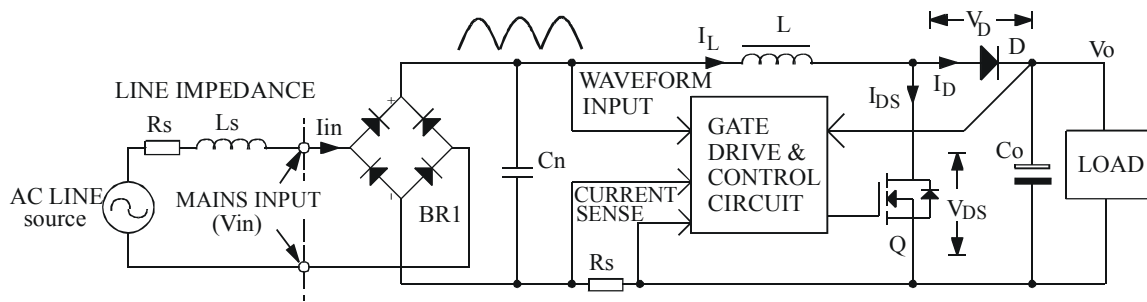 I_L
L
V_D
D
Vo
LINE IMPEDANCE
WAVEFORM
INPUT
I_DS
I_D
Rs
Ls
Iin
GATE
DRIVE &
CONTROL
CIRCUIT
Cn
Co
LOAD
AC LINE
source
MAINS INPUT
(Vin)
+
-
BR1
CURRENT
SENSE
V_DS
Rs
Q